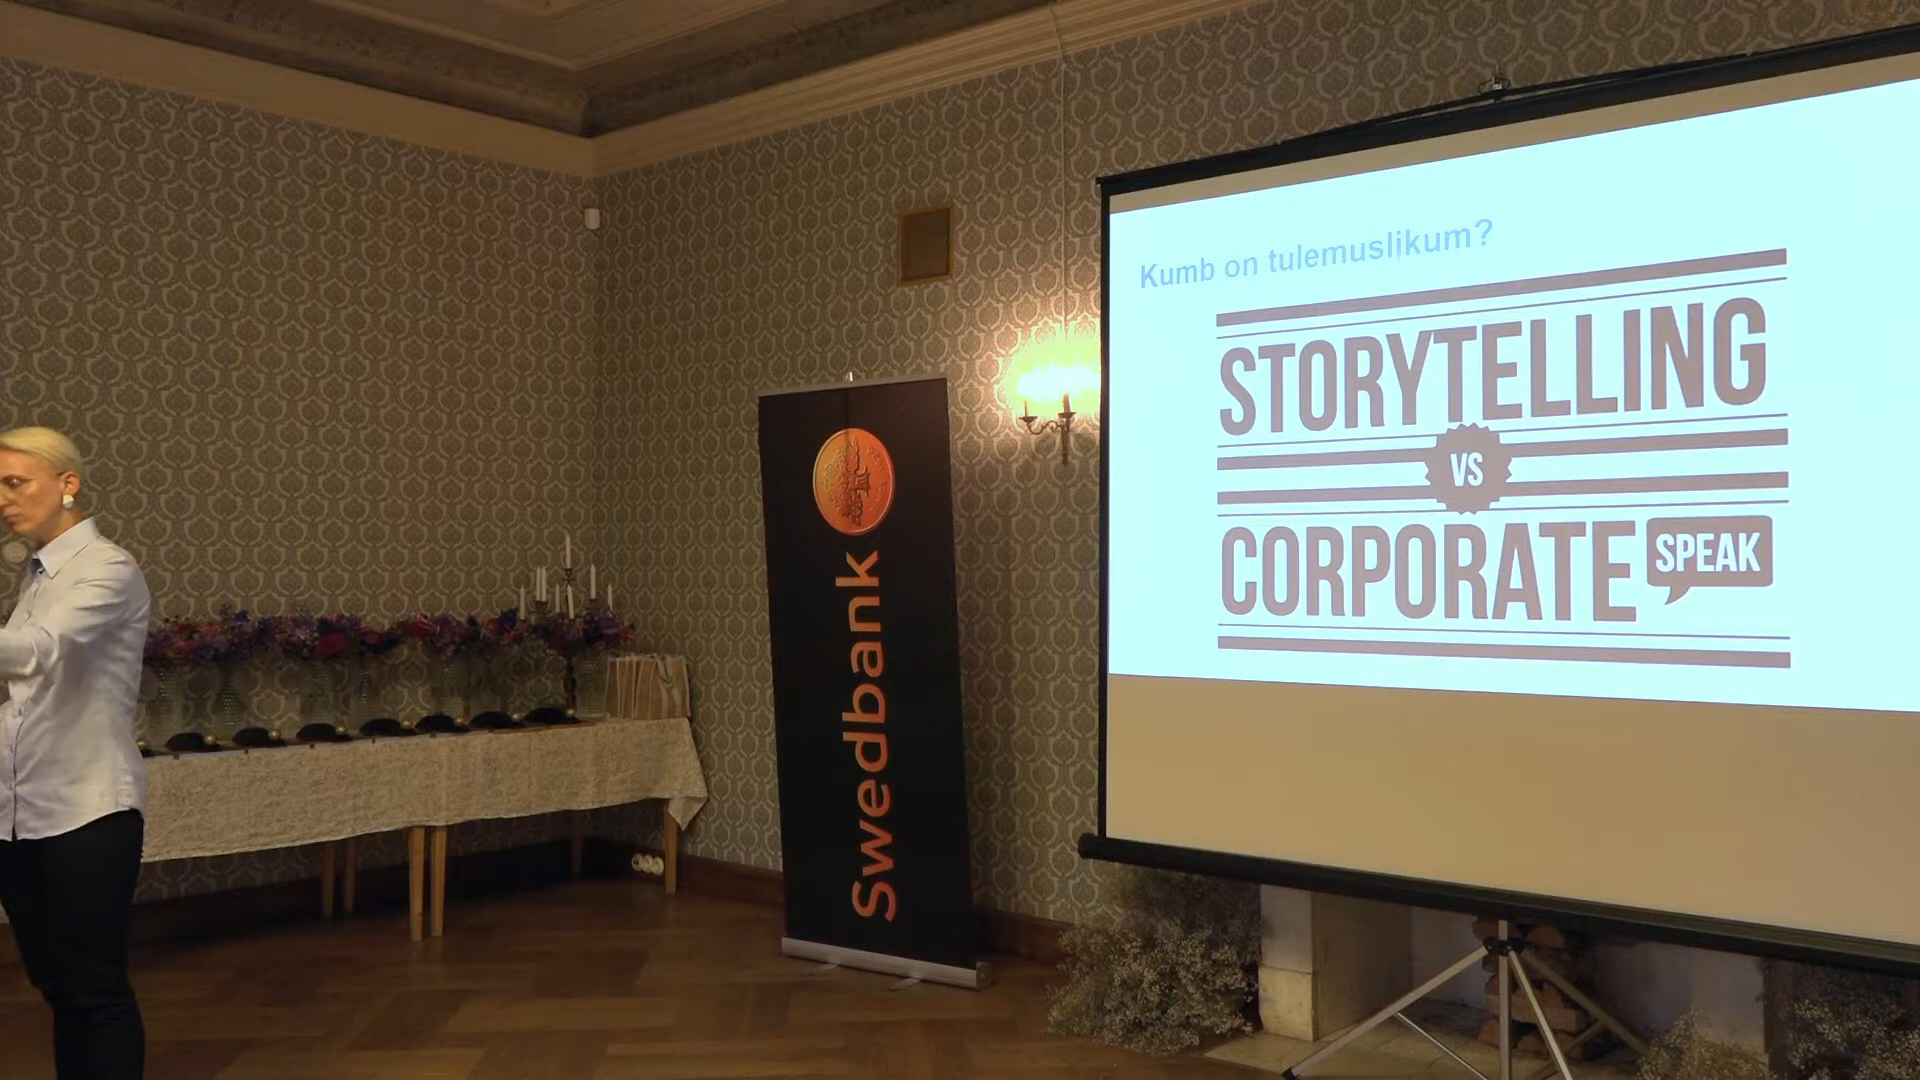 Kumb on tulemuslikum?
STORYTELLING
VS
CORPORATE SPEAK
Swedbank